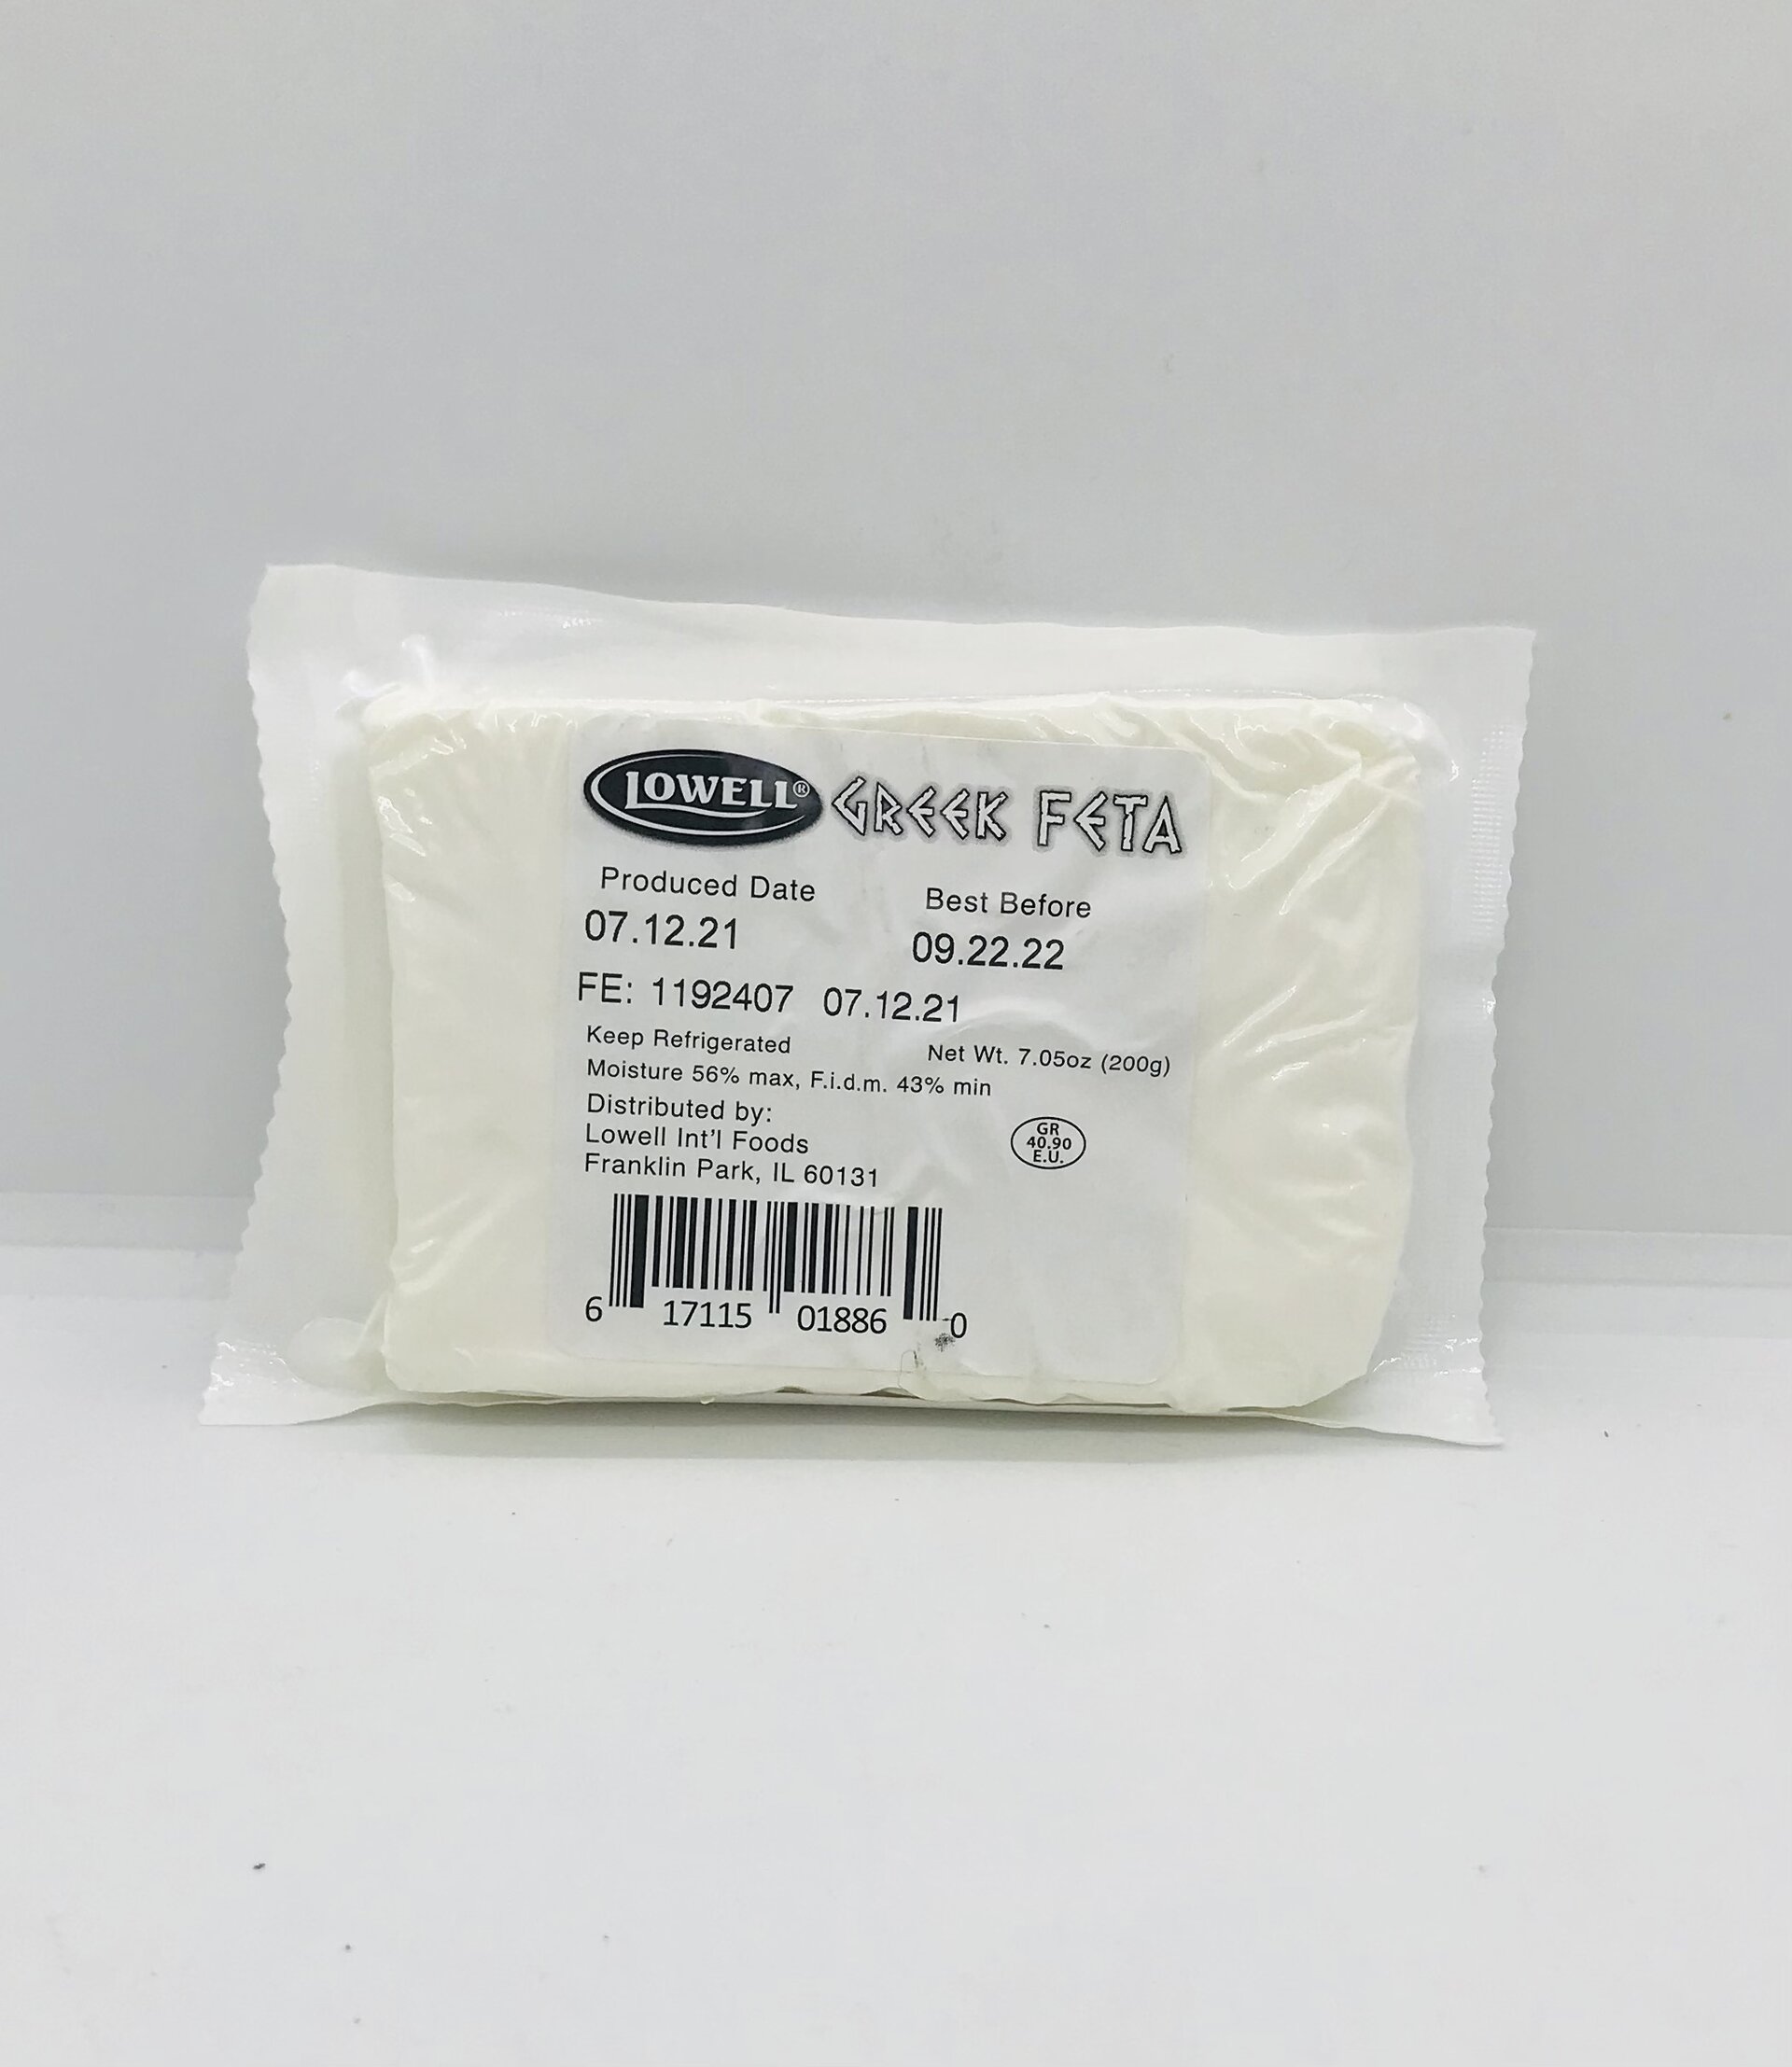 LOWELL® GREEK FETA
Produced Date Best Before
07.12.21 09.22.22
FE: 1192407 07.12.21
Keep Refrigerated Net Wt. 7.05oz (200g)
Moisture 56% max, F.i.d.m. 43% min
Distributed by:
Lowell Int'l Foods
Franklin Park, IL 60131
GR
40.90
E.U.
6 17115 01886 0